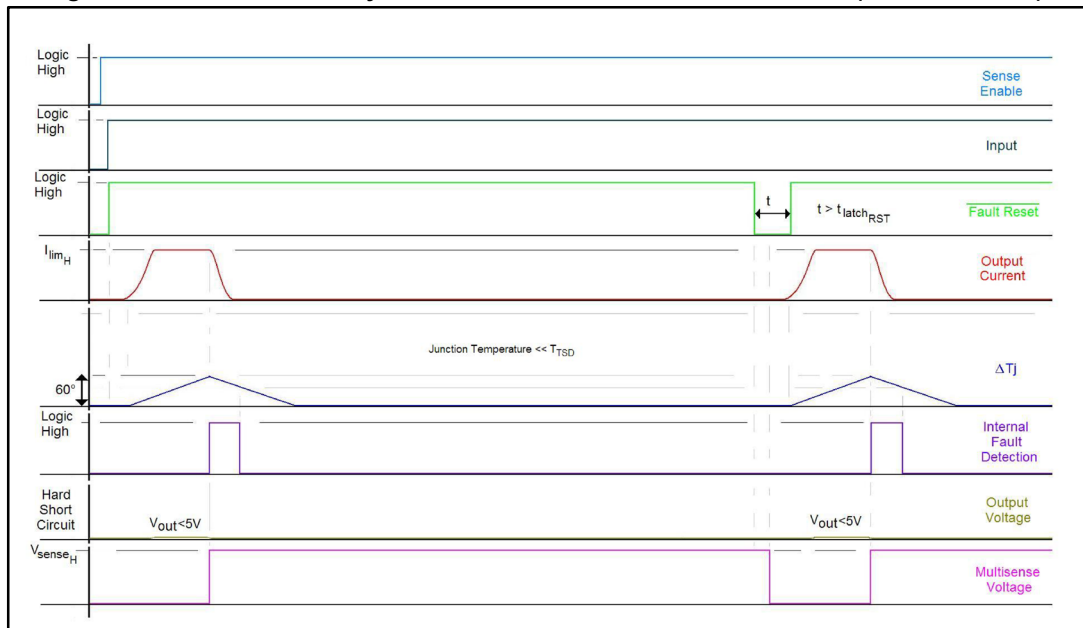 Logic
High
Sense
Enable
Logic
High
Input
Logic
High
t
t > tlatchRST
Fault Reset
IlimH
Output
Current
Junction Temperature << TTSD
60°
ΔTj
Logic
High
Internal
Fault
Detection
Hard
Short
Circuit
Vout<5V
Vout<5V
Output
Voltage
VsenseH
Multisense
Voltage